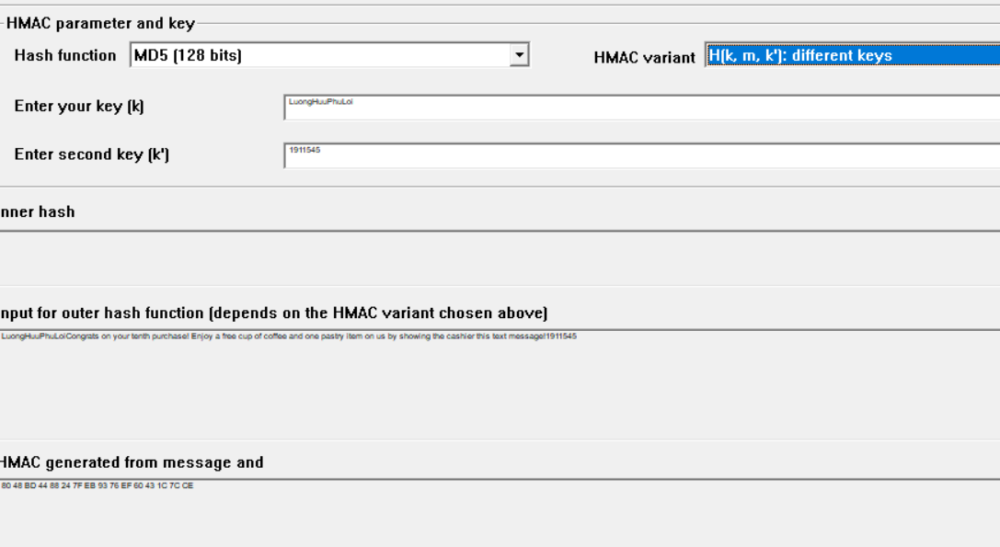 HMAC parameter and key
Hash function MD5 (128 bits) HMAC variant H(k, m, k'): different keys
Enter your key (k) LuongHuuPhuLoi
Enter second key (k') 1911545
nner hash
nput for outer hash function (depends on the HMAC variant chosen above)
LuongHuuPhuLoiCongrats on your tenth purchase! Enjoy a free cup of coffee and one pastry item on us by showing the cashier this text message!1911545
HMAC generated from message and
80 48 BD 44 88 24 7F EB 93 76 EF 60 43 1C 7C CE